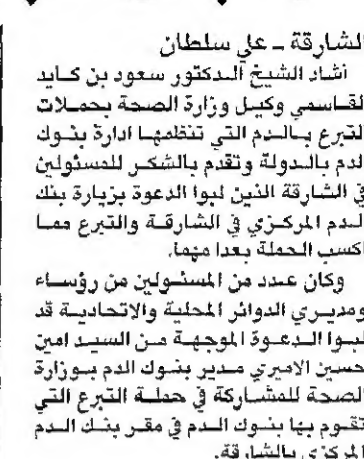 الشارقة ـ علي سلطان
أشاد الشيخ الدكتور سعود بن كايد
القاسمي وكيل وزارة الصحة بحملات
التبرع بالدم التي تنظمها ادارة بنوك
الدم بالدولة وتقدم بالشكر للمسئولين
في الشارقة الذين لبوا الدعوة بزيارة بنك
الدم المركزي في الشارقة والتبرع مما
اكسب الحملة بعدا مهما.
وكان عدد من المسئولين من رؤساء
ومديري الدوائر المحلية والاتحادية قد
لبوا الدعوة الموجهة من السيد امين
حسين الاميري مدير بنوك الدم بوزارة
الصحة للمشاركة في حملة التبرع التي
تقوم بها بنوك الدم في مقر بنك الدم
المركزي بالشارقة.